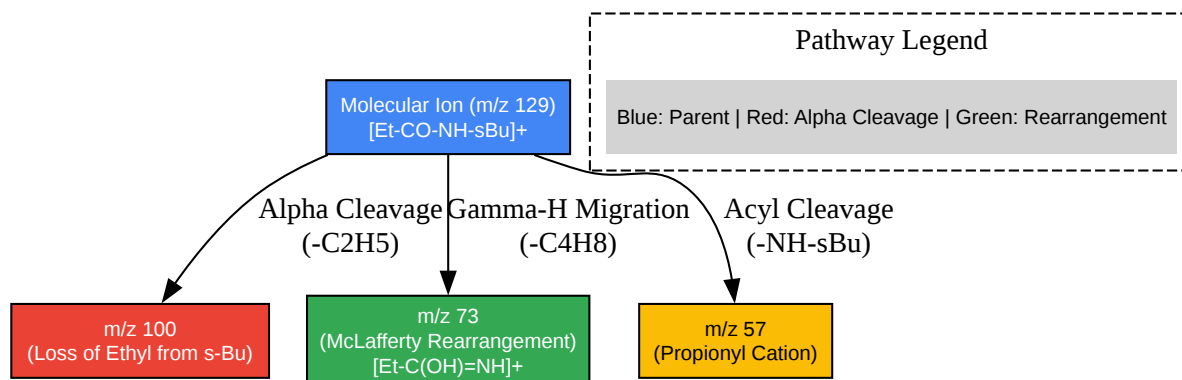 Pathway Legend
Blue: Parent | Red: Alpha Cleavage | Green: Rearrangement
Molecular Ion (m/z 129)
[Et-CO-NH-sBu]+
Alpha Cleavage
(-C2H5)
Gamma-H Migration
(-C4H8)
Acyl Cleavage
(-NH-sBu)
m/z 100
(Loss of Ethyl from s-Bu)
m/z 73
(McLafferty Rearrangement)
[Et-C(OH)=NH]+
m/z 57
(Propionyl Cation)